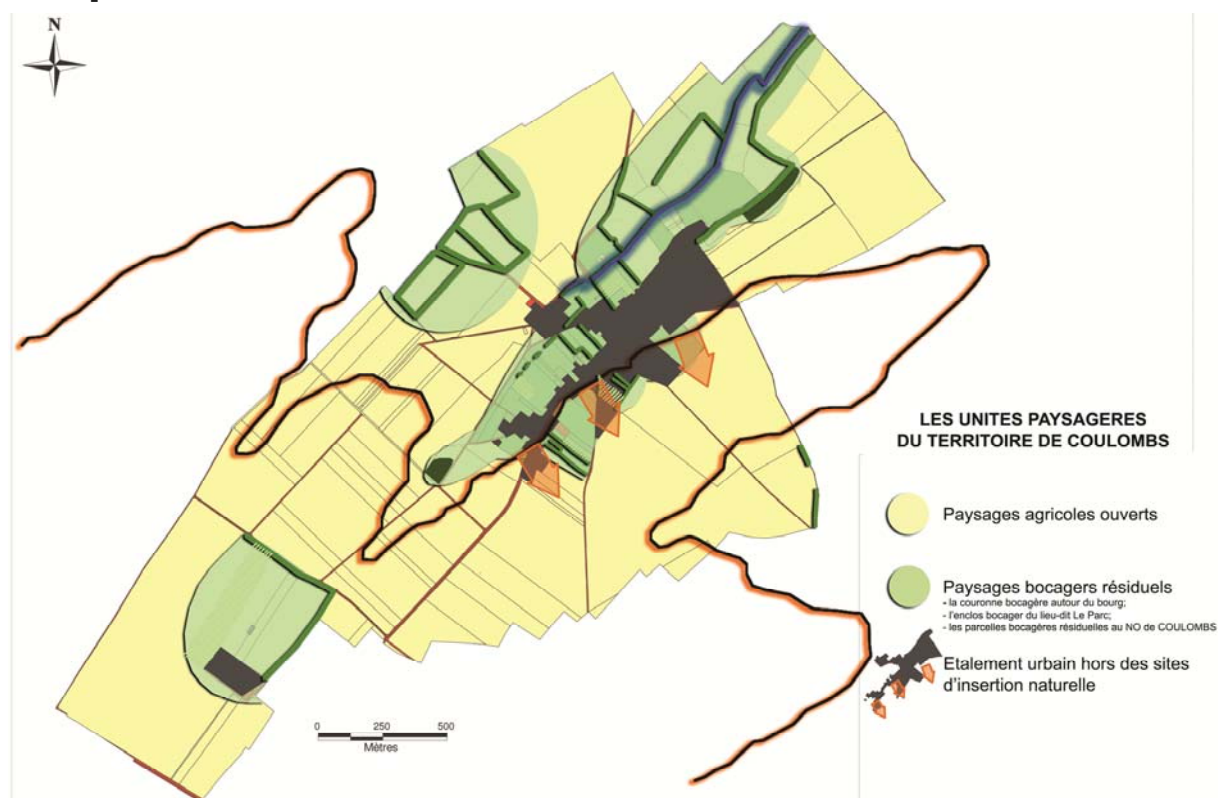 N
LES UNITES PAYSAGERES
DU TERRITOIRE DE COULOMBS
Paysages agricoles ouverts
Paysages bocagers résiduels
- la couronne bocagère autour du bourg;
- l'enclos bocager du lieu-dit Le Parc;
- les parcelles bocagères résiduelles au NO de COULOMBS
Etalement urbain hors des sites
d'insertion naturelle
0 250 500
Mètres